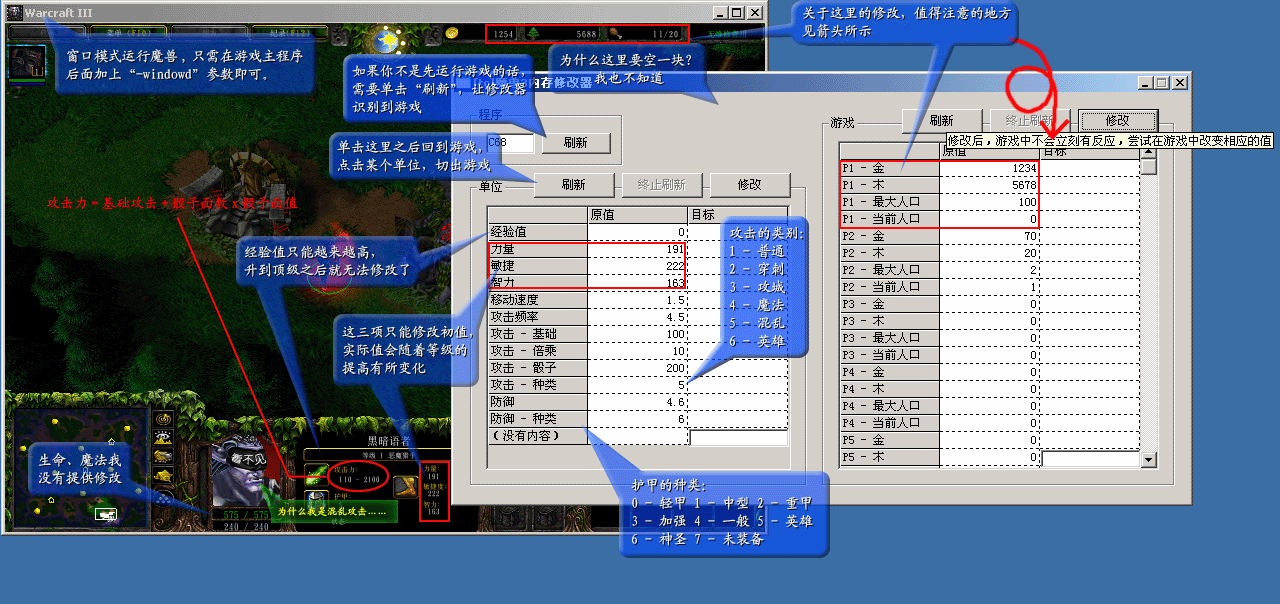 Warcraft III
菜单(F10)
1254
5688
11/20
窗口模式运行魔兽,只需在游戏主程序
后面加上“-windowd”参数即可。
如果你不是先运行游戏的话,
需要单击“刷新”,让修改器
识别到游戏
为什么这里要空一块?
我也不知道
关于这里的修改,值得注意的地方
见箭头所示
内存修改器
程序
刷新
单击这里之后回到游戏,
点击某个单位,切出游戏
单位
刷新
终止刷新
修改
游戏
刷新
终止刷新
修改
修改后,游戏中不会立刻有反应,尝试在游戏中改变相应的值
攻击力=基础攻击+骰子面数x骰子面值
经验值只能越来越高,
升到顶级之后就无法修改了
这三项只能修改初值,
实际值会随着等级的
提高有所变化
原值 目标
经验值 0
力量 191
敏捷 222
智力 163
移动速度 1.5
攻击频率 4.5
攻击 - 基础 100
攻击 - 倍乘 10
攻击 - 骰子 200
攻击 - 种类 5
防御 4.6
防御 - 种类 6
(没有内容)
攻击的类别:
1 - 普通
2 - 穿刺
3 - 攻城
4 - 魔法
5 - 混乱
6 - 英雄
原值 目标
P1 - 金 1234
P1 - 木 5678
P1 - 最大人口 100
P1 - 当前人口 0
P2 - 金 70
P2 - 木 20
P2 - 最大人口 2
P2 - 当前人口 1
P3 - 金 0
P3 - 木 0
P3 - 最大人口 0
P3 - 当前人口 0
P4 - 金 0
P4 - 木 0
P4 - 最大人口 0
P4 - 当前人口 0
P5 - 金 0
P5 - 木 0
护甲的种类:
0 - 轻甲 1 - 中型 2 - 重甲
3 - 加强 4 - 一般 5 - 英雄
6 - 神圣 7 - 未装备
生命、魔法我
没有提供修改
看不见
575 / 575
240 / 240
黑暗语者
等级 1 恶魔猎手
攻击力:
110 - 2100
护甲:
力量:
191
敏捷度:
222
智力:
163
为什么我是混乱攻击……
状态: